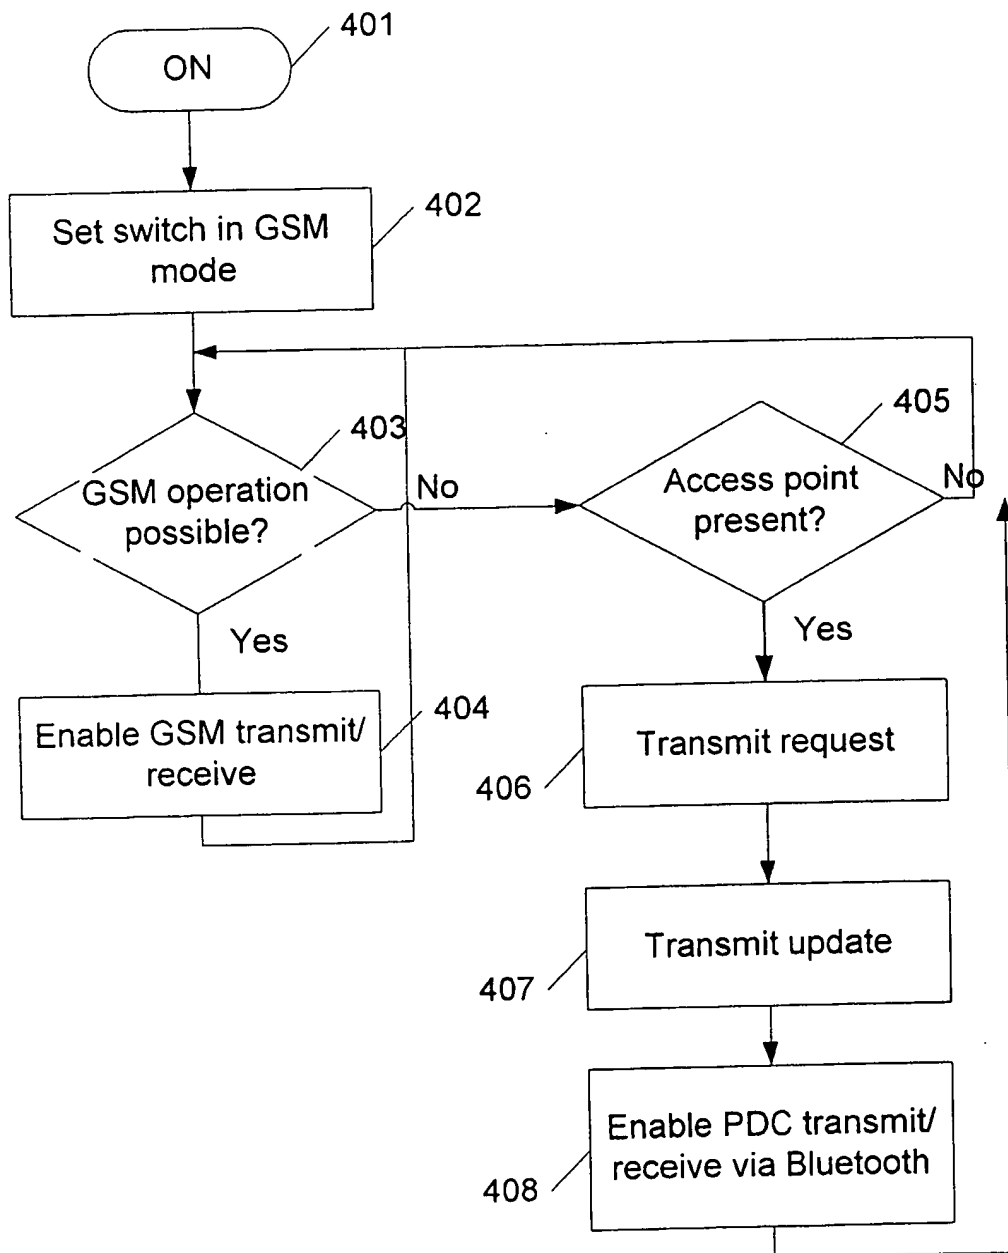 401
ON
402
Set switch in GSM
mode
403
GSM operation
possible?
No
405
Access point
present?
No
Yes
Yes
404
Enable GSM transmit/
receive
Transmit request
406
Transmit update
407
Enable PDC transmit/
receive via Bluetooth
408